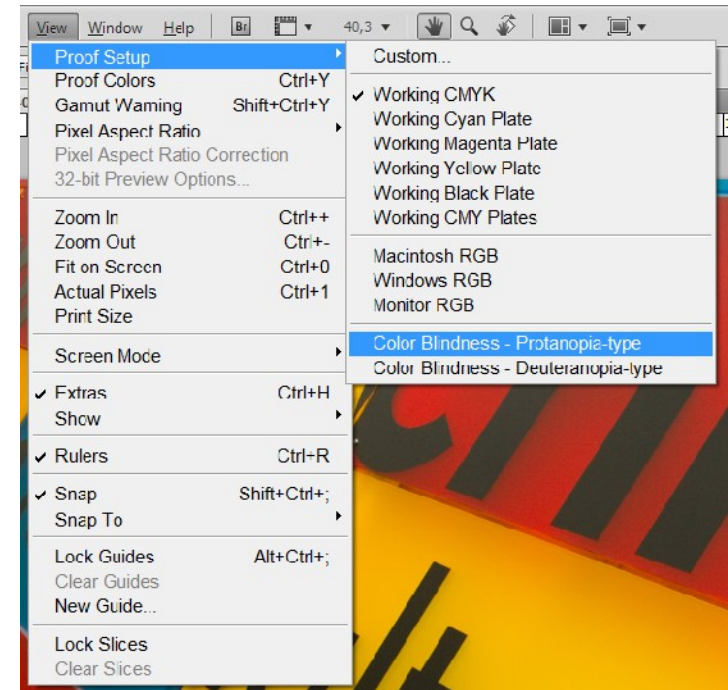 View Window Help Br 40,3
Proof Setup
Proof Colors Ctrl+Y
Gamut Warning Shift+Ctrl+Y
Pixel Aspect Ratio
Pixel Aspect Ratio Correction
32-bit Preview Options...
Zoom In Ctrl++
Zoom Out Ctrl+-
Fit on Screen Ctrl+0
Actual Pixels Ctrl+1
Print Size
Screen Mode
Extras Ctrl+H
Show
Rulers Ctrl+R
Snap Shift+Ctrl+;
Snap To
Lock Guides Alt+Ctrl+;
Clear Guides
New Guide...
Lock Slices
Clear Slices
Custom...
Working CMYK
Working Cyan Plate
Working Magenta Plate
Working Yellow Plate
Working Black Plate
Working CMY Plates
Macintosh RGB
Windows RGB
Monitor RGB
Color Blindness - Protanopia-type
Color Blindness - Deuteranopia-type